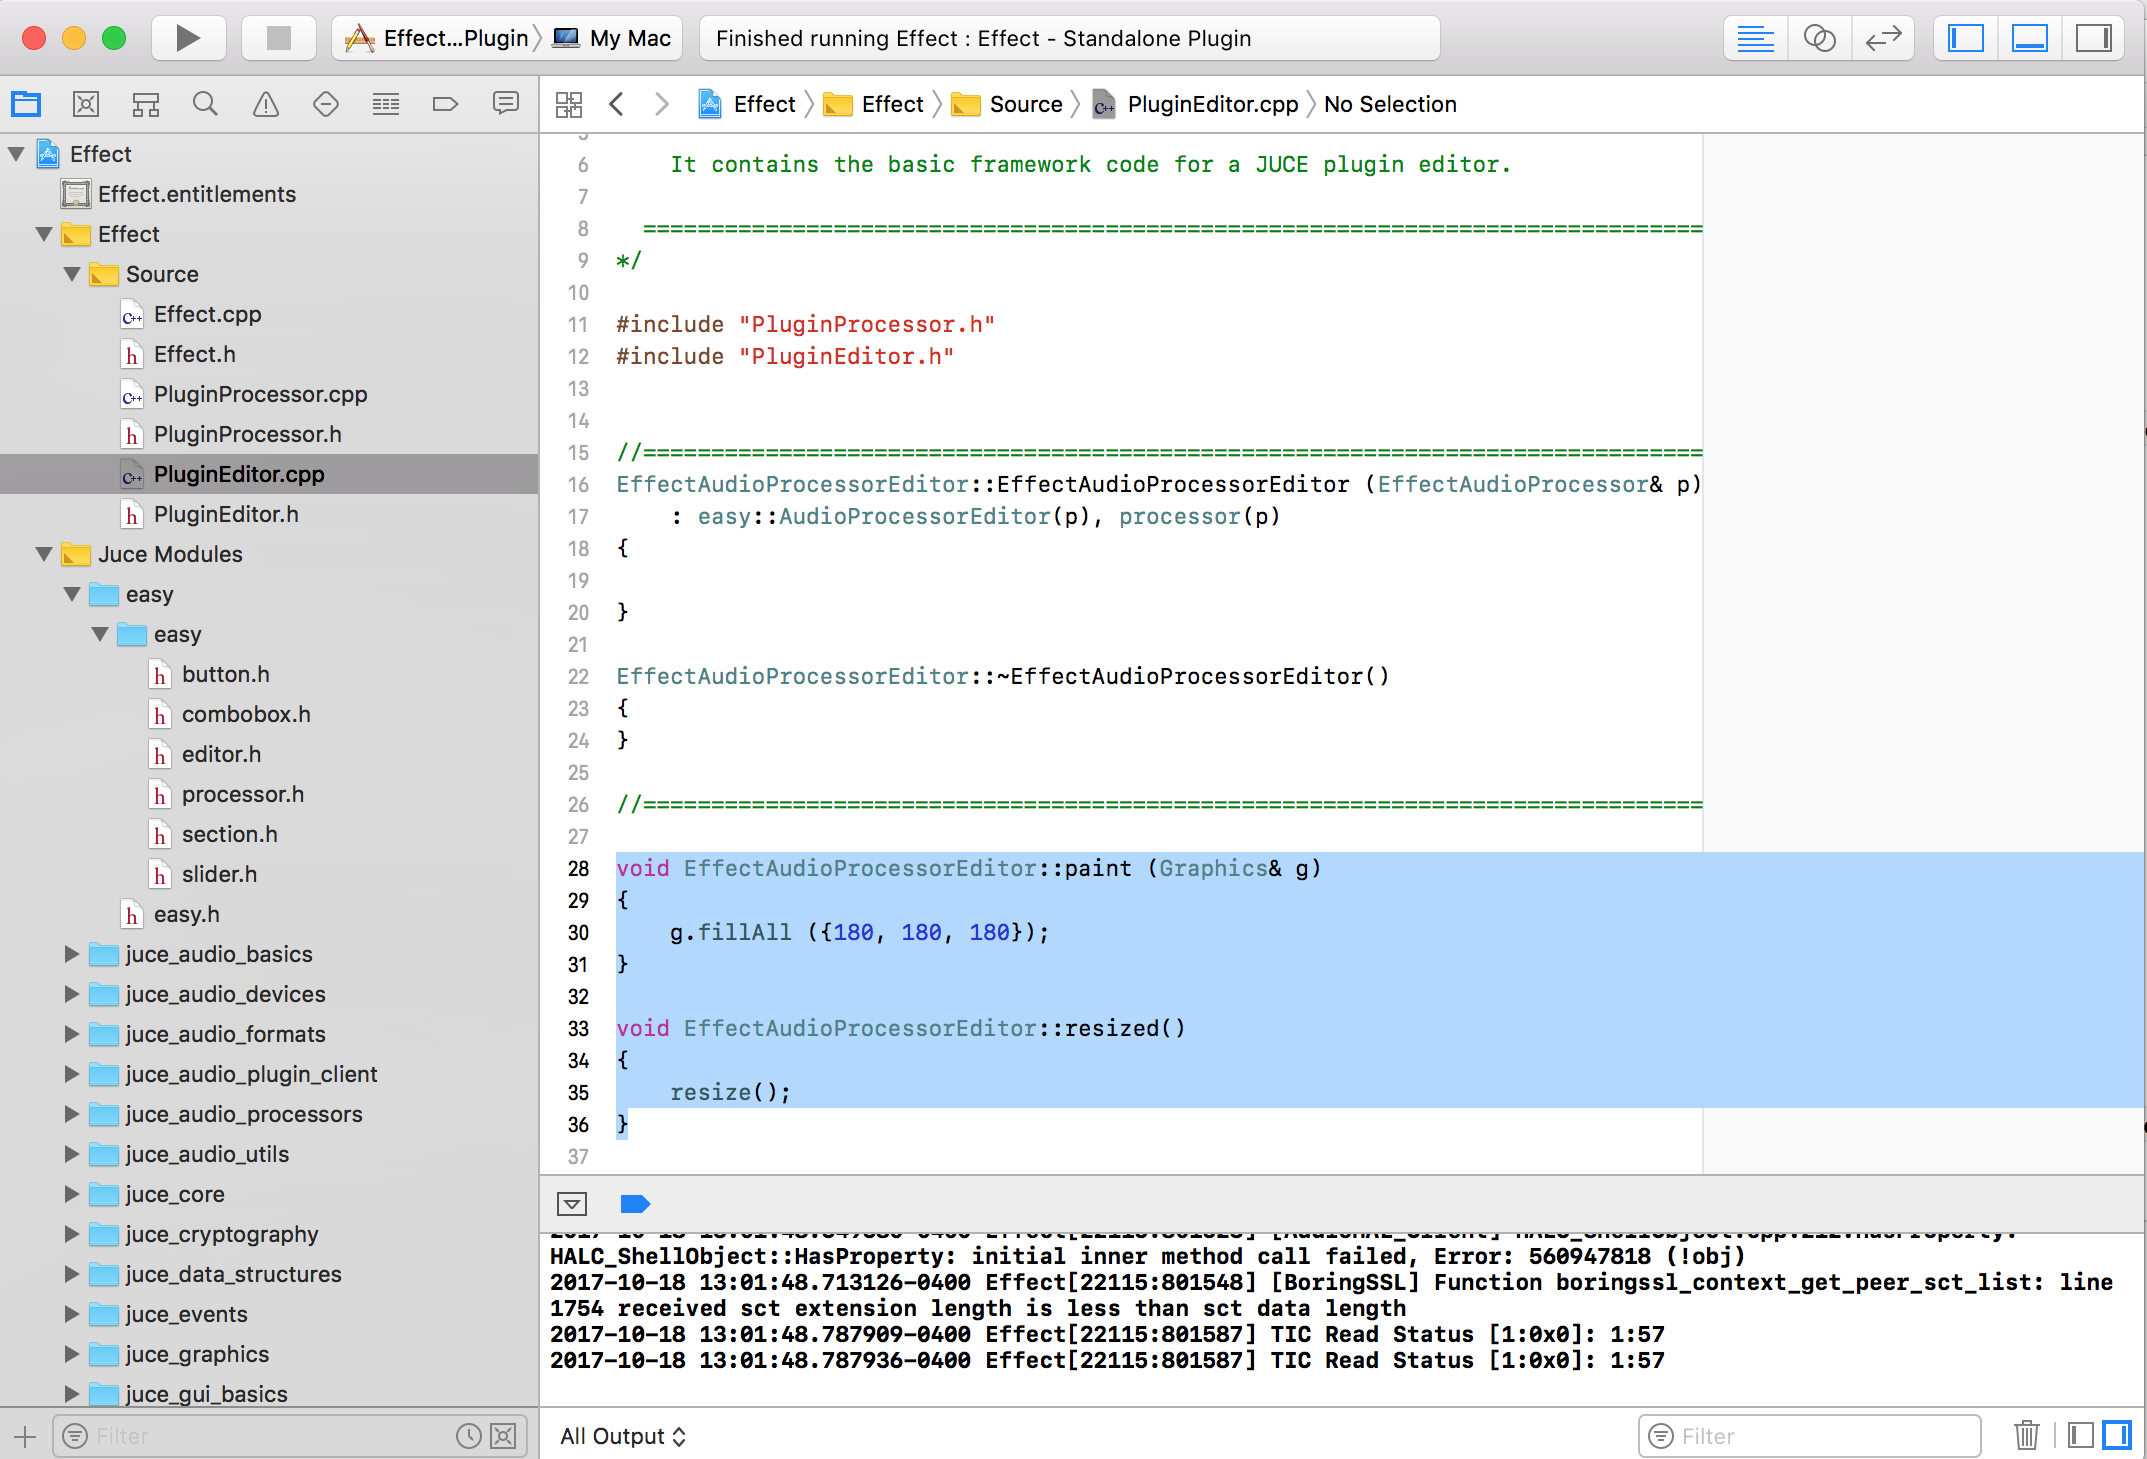 Effect...Plugin My Mac
Finished running Effect : Effect - Standalone Plugin
Effect
Effect.entitlements
Effect
Source
C++ Effect.cpp
h Effect.h
C++ PluginProcessor.cpp
h PluginProcessor.h
C++ PluginEditor.cpp
h PluginEditor.h
Juce Modules
easy
easy
h button.h
h combobox.h
h editor.h
h processor.h
h section.h
h slider.h
h easy.h
juce_audio_basics
juce_audio_devices
juce_audio_formats
juce_audio_plugin_client
juce_audio_processors
juce_audio_utils
juce_core
juce_cryptography
juce_data_structures
juce_events
juce_graphics
juce_gui_basics
Filter
Effect Effect Source C++ PluginEditor.cpp No Selection
6 It contains the basic framework code for a JUCE plugin editor.
7
8 ==============================================================================
9 */
10
11 #include "PluginProcessor.h"
12 #include "PluginEditor.h"
13
14
15 //==============================================================================
16 EffectAudioProcessorEditor::EffectAudioProcessorEditor (EffectAudioProcessor& p)
17 : easy::AudioProcessorEditor(p), processor(p)
18 {
19
20 }
21
22 EffectAudioProcessorEditor::~EffectAudioProcessorEditor()
23 {
24 }
25
26 //==============================================================================
27
28 void EffectAudioProcessorEditor::paint (Graphics& g)
29 {
30 g.fillAll ({180, 180, 180});
31 }
32
33 void EffectAudioProcessorEditor::resized()
34 {
35 resize();
36 }
37
HALC_ShellObject::HasProperty: initial inner method call failed, Error: 560947818 (!obj)
2017-10-18 13:01:48.713126-0400 Effect[22115:801548] [BoringSSL] Function boringssl_context_get_peer_sct_list: line
1754 received sct extension length is less than sct data length
2017-10-18 13:01:48.787909-0400 Effect[22115:801587] TIC Read Status [1:0x0]: 1:57
2017-10-18 13:01:48.787936-0400 Effect[22115:801587] TIC Read Status [1:0x0]: 1:57
All Output
Filter